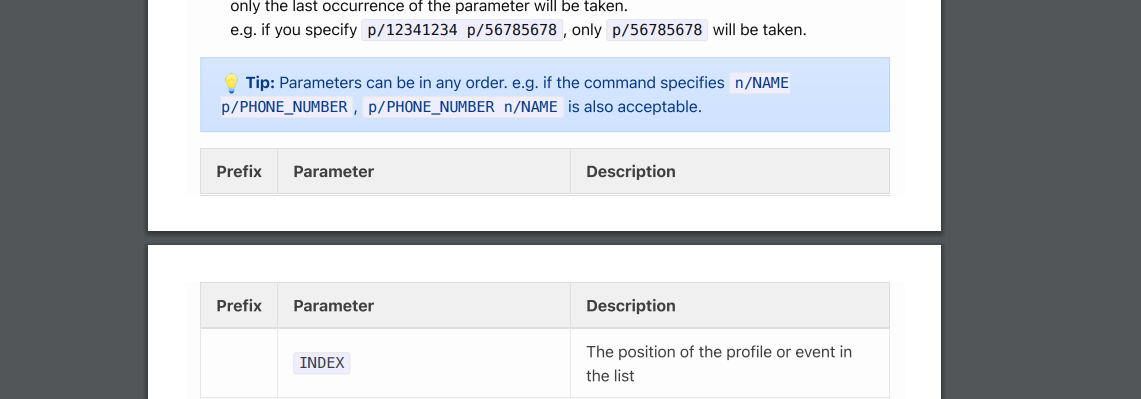 only the last occurrence of the parameter will be taken.
e.g. if you specify p/12341234 p/56785678 , only p/56785678 will be taken.
💡 Tip: Parameters can be in any order. e.g. if the command specifies n/NAME
p/PHONE_NUMBER , p/PHONE_NUMBER n/NAME is also acceptable.
Prefix Parameter Description
Prefix Parameter Description
The position of the profile or event in
INDEX
the list